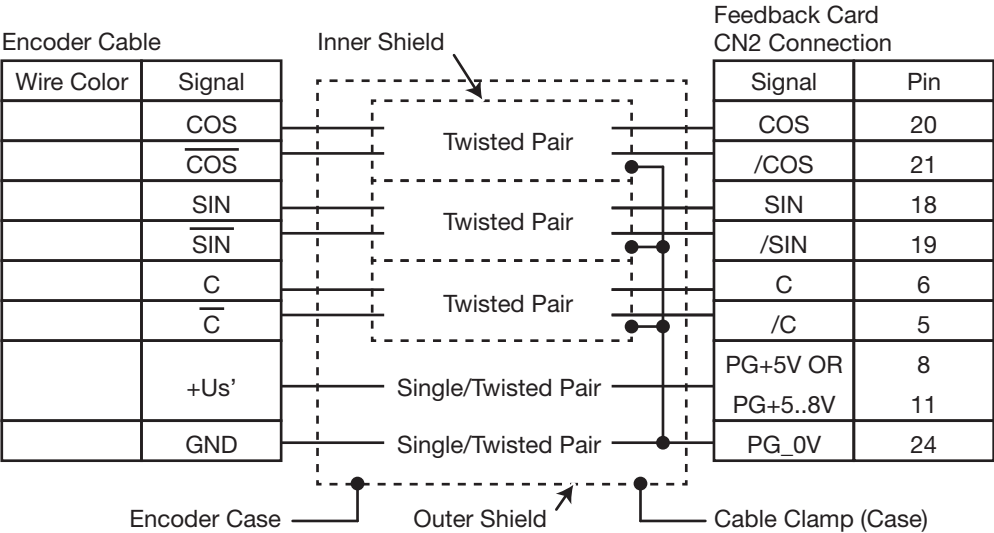 Feedback Card
Encoder Cable Inner Shield CN2 Connection
Wire Color Signal Signal Pin
COS Twisted Pair COS 20
C̅O̅S̅ /COS 21
SIN Twisted Pair SIN 18
S̅I̅N̅ /SIN 19
C Twisted Pair C 6
C̅ /C 5
PG+5V OR 8
+Us’ Single/Twisted Pair
PG+5..8V 11
GND Single/Twisted Pair PG_0V 24
Encoder Case Outer Shield Cable Clamp (Case)